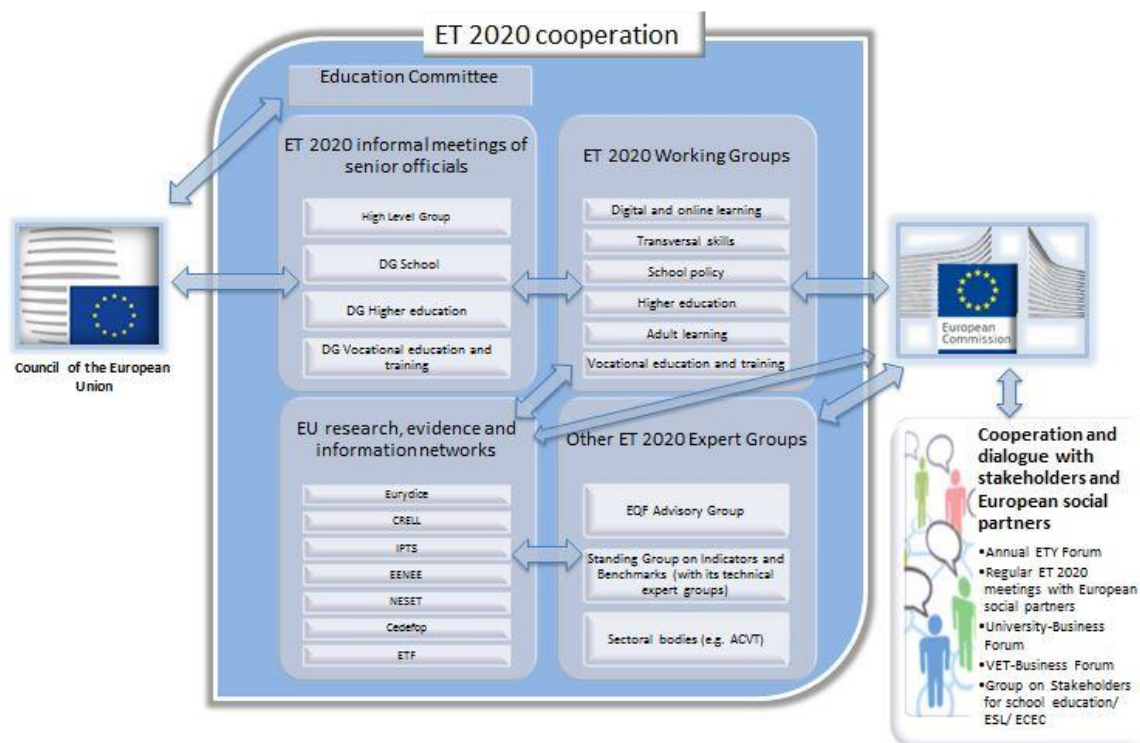 ET 2020 cooperation
Education Committee
ET 2020 informal meetings of
senior officials
High Level Group
DG School
DG Higher education
DG Vocational education and
training
ET 2020 Working Groups
Digital and online learning
Transversal skills
School policy
Higher education
Adult learning
Vocational education and training
Council of the European
Union
European
Commission
EU research, evidence and
information networks
Eurydice
CRELL
IPTS
EENEE
NESET
Cedefop
ETF
Other ET 2020 Expert Groups
EQF Advisory Group
Standing Group on Indicators and
Benchmarks (with its technical
expert groups)
Sectoral bodies (e.g. ACVT)
Cooperation and
dialogue with
stakeholders and
European social
partners
•Annual ETY Forum
•Regular ET 2020
meetings with European
social partners
•University-Business
Forum
•VET-Business Forum
•Group on Stakeholders
for school education/
ESL/ ECEC